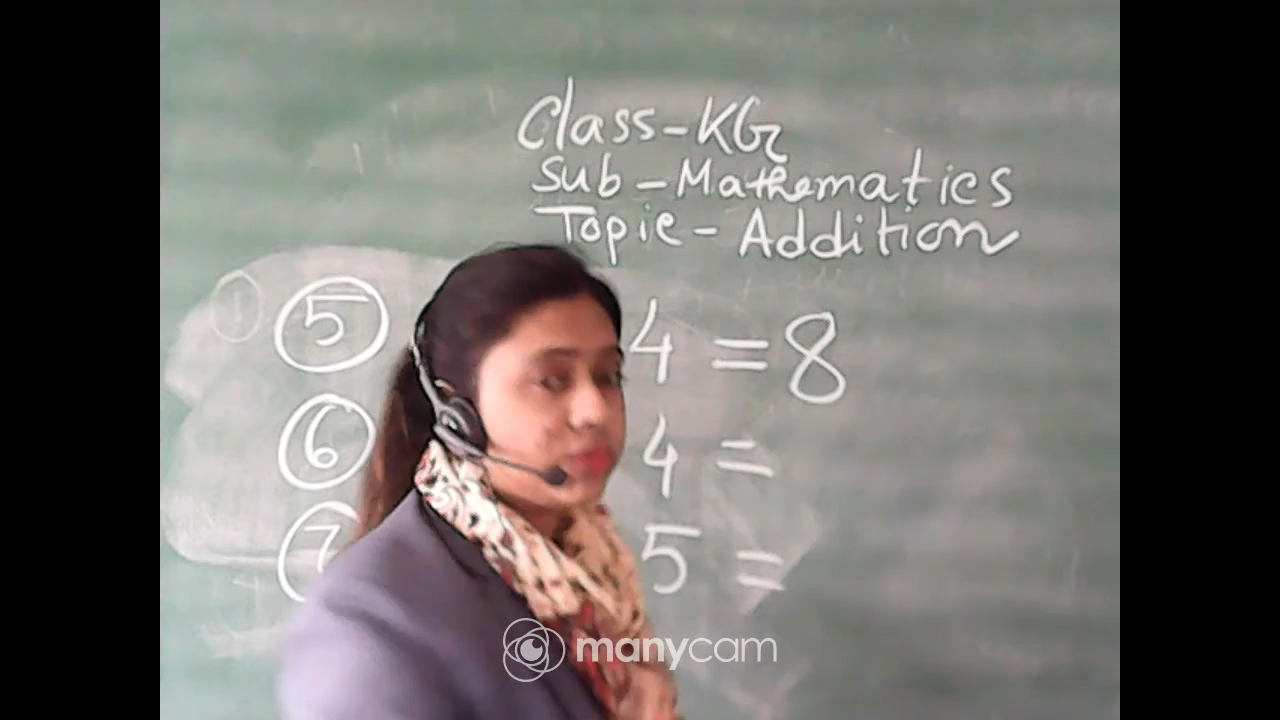 Class-KG
Sub-Mathematics
Topic-Addition
5 4 = 8
6 4 =
7 5 =
manycam